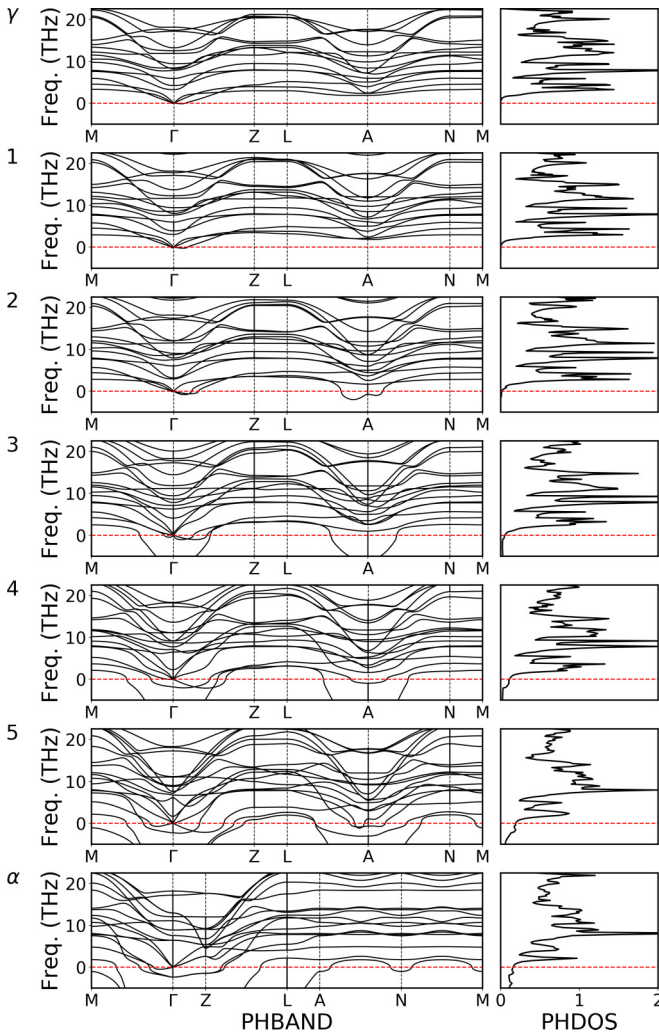 γ
Freq. (THz)
20
10
0
M Γ Z L A N M
1
Freq. (THz)
20
10
0
M Γ Z L A N M
2
Freq. (THz)
20
10
0
M Γ Z L A N M
3
Freq. (THz)
20
10
0
M Γ Z L A N M
4
Freq. (THz)
20
10
0
M Γ Z L A N M
5
Freq. (THz)
20
10
0
M Γ Z L A N M
α
Freq. (THz)
20
10
0
M Γ Z L A N M
0 1 2
PHBAND PHDOS